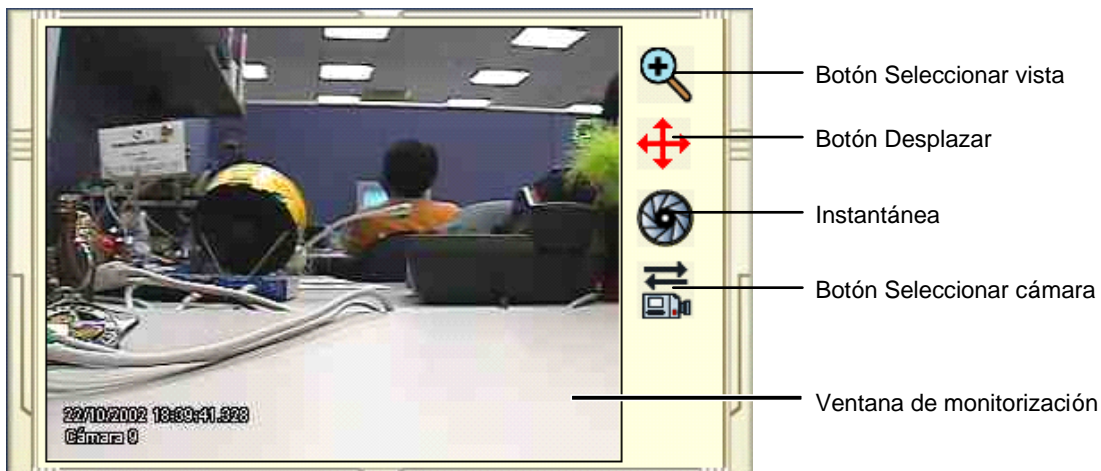 Botón Seleccionar vista
Botón Desplazar
Instantánea
Botón Seleccionar cámara
Ventana de monitorización
22/10/2002 18:39:41.328
Cámara 9